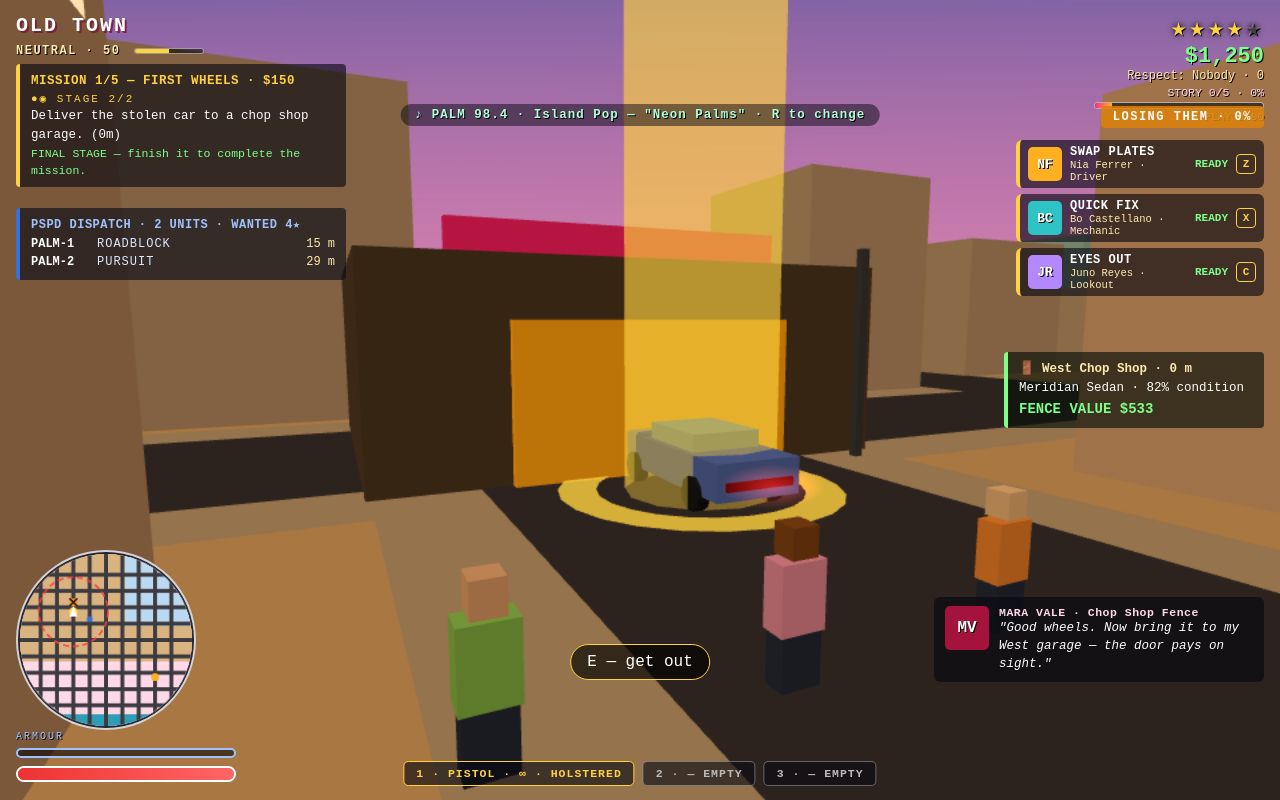 OLD TOWN
NEUTRAL · 50
MISSION 1/5 — FIRST WHEELS · $150
STAGE 2/2
Deliver the stolen car to a chop shop
garage. (0m)
FINAL STAGE — finish it to complete the
mission.
PSPD DISPATCH · 2 UNITS · WANTED 4★
PALM-1 ROADBLOCK 15 m
PALM-2 PURSUIT 29 m
♪ PALM 98.4 · Island Pop — "Neon Palms" · R to change
★★★★★
$1,250
Respect: Nobody · 0
STORY 0/5 · 0%
LOSING THEM · 0%
NF SWAP PLATES
Nia Ferrer ·
Driver
READY Z
BC QUICK FIX
Bo Castellano ·
Mechanic
READY X
JR EYES OUT
Juno Reyes ·
Lookout
READY C
West Chop Shop · 0 m
Meridian Sedan · 82% condition
FENCE VALUE $533
MV MARA VALE · Chop Shop Fence
"Good wheels. Now bring it to my
West garage — the door pays on
sight."
E — get out
ARMOUR
1 · PISTOL · ∞ · HOLSTERED
2 · — EMPTY
3 · — EMPTY